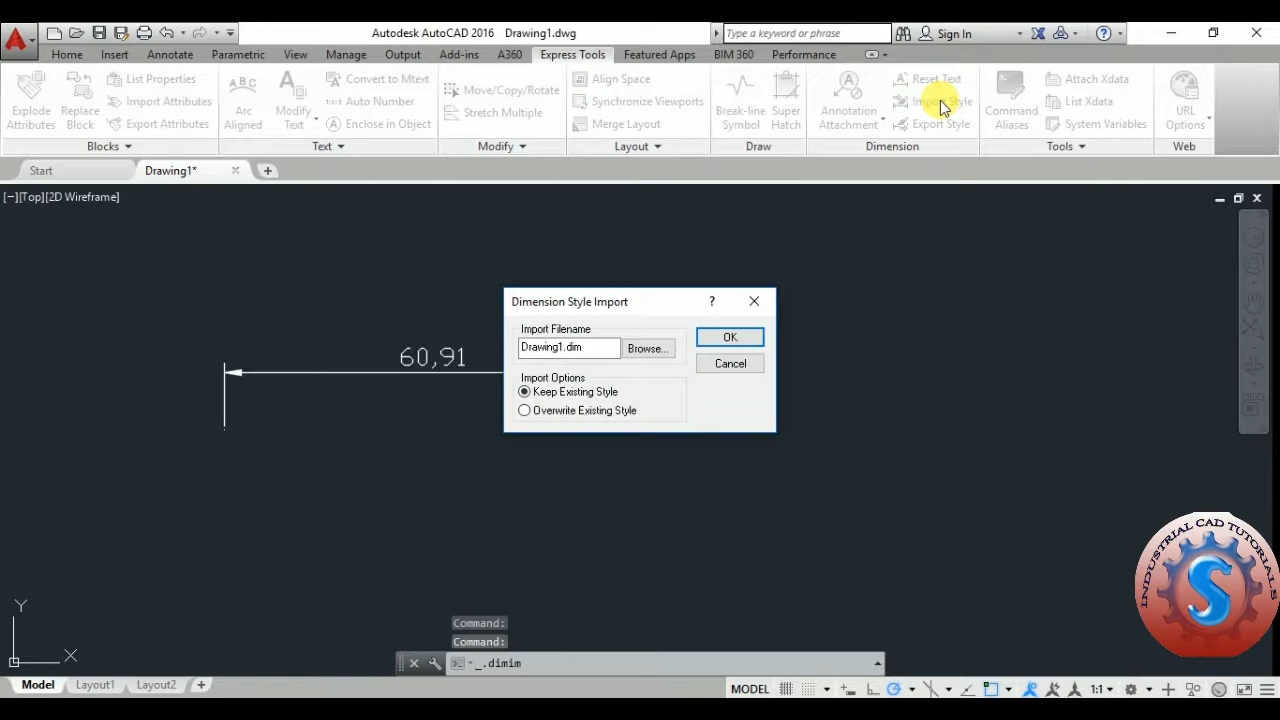 Autodesk AutoCAD 2016 Drawing1.dwg
Type a keyword or phrase
Sign In
Home Insert Annotate Parametric View Manage Output Add-ins A360 Express Tools Featured Apps BIM 360 Performance
Explode Attributes
Replace Block
List Properties
Import Attributes
Export Attributes
Blocks
Arc Aligned
Modify Text
Convert to Mtext
Auto Number
Enclose in Object
Text
Move/Copy/Rotate
Stretch Multiple
Modify
Align Space
Synchronize Viewports
Merge Layout
Layout
Break-line Symbol
Super Hatch
Draw
Annotation Attachment
Reset Text
Import Style
Export Style
Dimension
Command Aliases
Attach Xdata
List Xdata
System Variables
Tools
URL Options
Web
Start Drawing1*
[−][Top][2D Wireframe]
60,91
Dimension Style Import
Import Filename
Drawing1.dim Browse...
OK
Cancel
Import Options
Keep Existing Style
Overwrite Existing Style
INDUSTRIAL CAD TUTORIALS
S
Y
X
Command:
Command:
_.dimim
Model Layout1 Layout2
MODEL 1:1